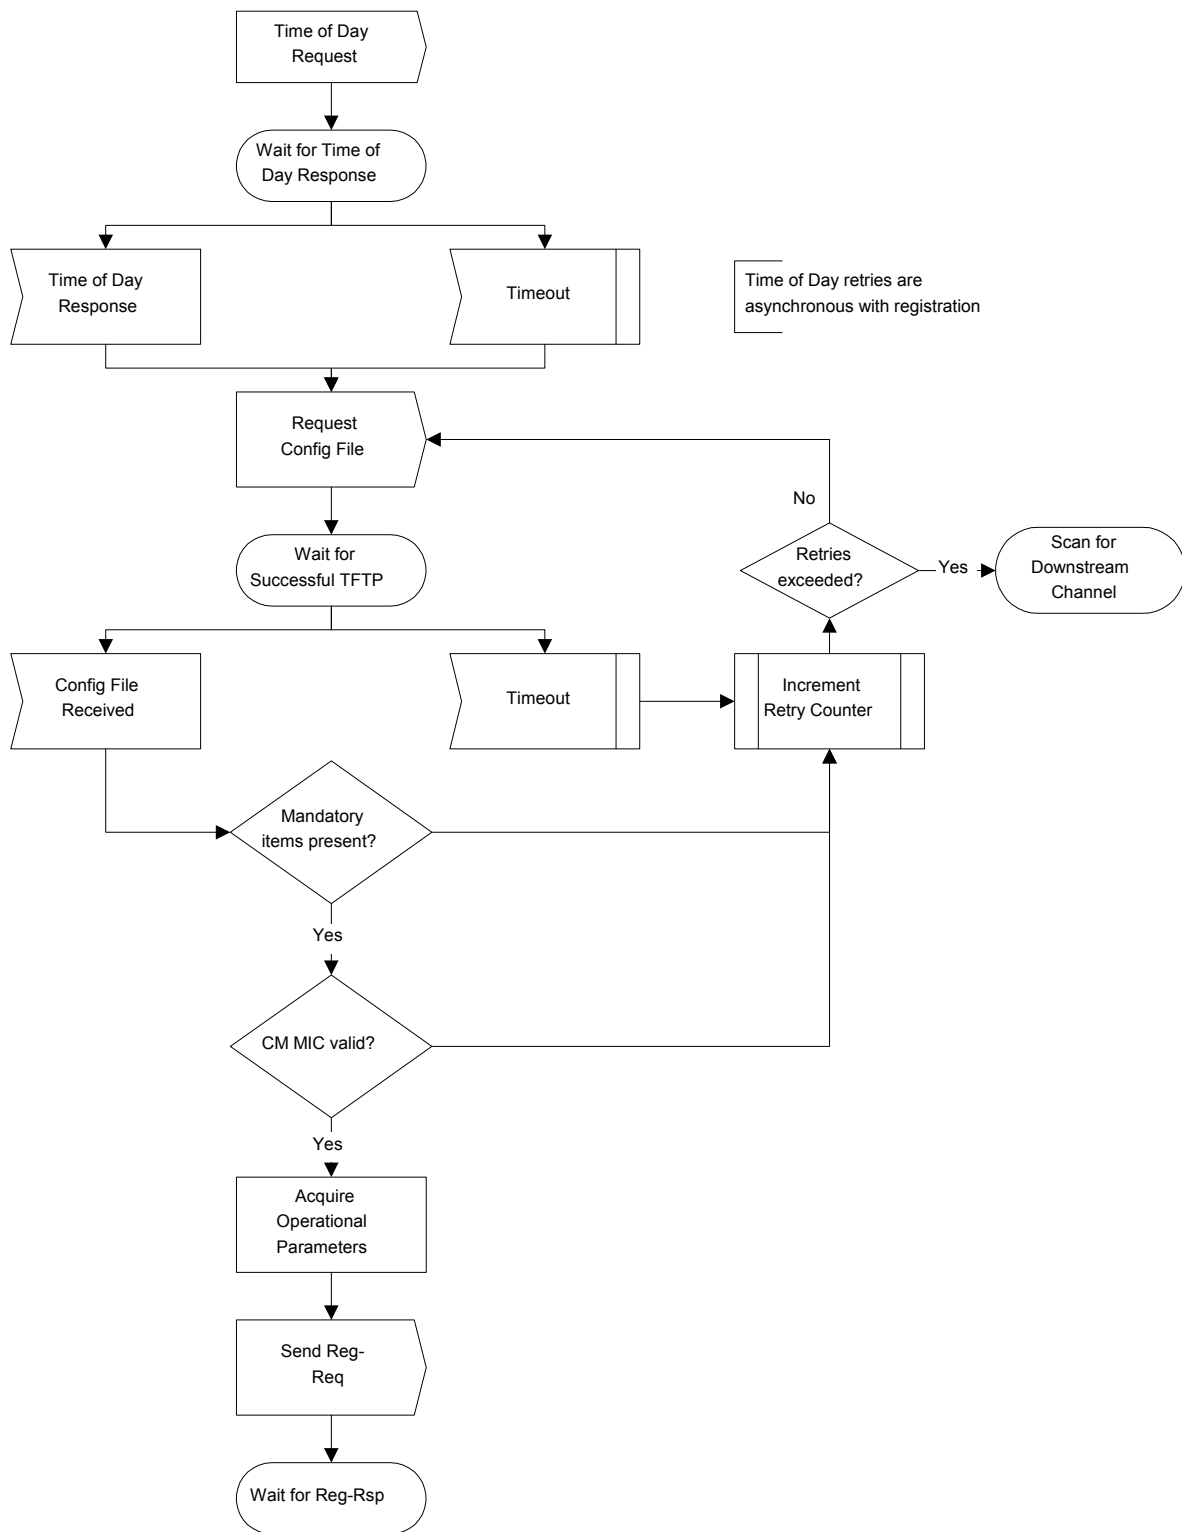 Time of Day
Request
Wait for Time of
Day Response
Time of Day
Response
Timeout
Time of Day retries are
asynchronous with registration
Request
Config File
No
Wait for
Successful TFTP
Retries
exceeded?
Yes
Scan for
Downstream
Channel
Config File
Received
Timeout
Increment
Retry Counter
Mandatory
items present?
Yes
CM MIC valid?
Yes
Acquire
Operational
Parameters
Send Reg-
Req
Wait for Reg-Rsp